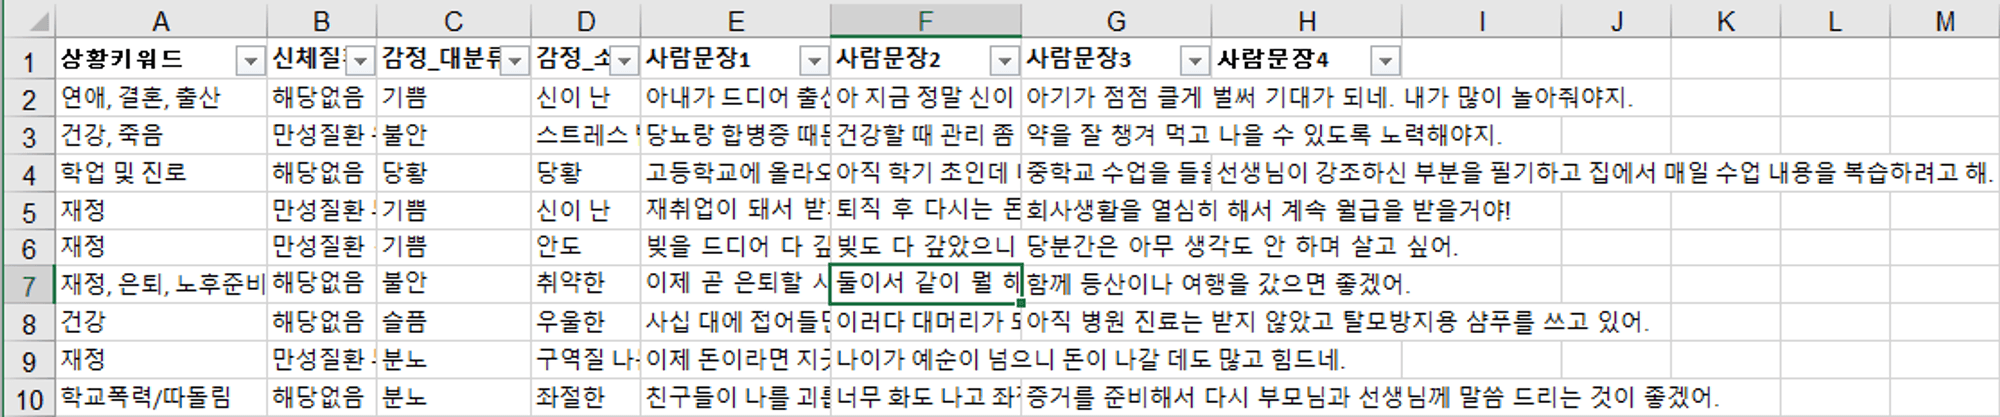 A B C D E F G H I J K L M
1 상황키워드 신체질 감정_대분류 감정_소 사람문장1 사람문장2 사람문장3 사람문장4
2 연애, 결혼, 출산 해당없음 기쁨 신이 난 아내가 드디어 출산 아 지금 정말 신이 아기가 점점 클게 벌써 기대가 되네. 내가 많이 놀아줘야지.
3 건강, 죽음 만성질환 불안 스트레스 당뇨랑 합병증 때문 건강할 때 관리 좀 약을 잘 챙겨 먹고 나을 수 있도록 노력해야지.
4 학업 및 진로 해당없음 당황 당황 고등학교에 올라오 아직 학기 초인데 중학교 수업을 들을 선생님이 강조하신 부분을 필기하고 집에서 매일 수업 내용을 복습하려고 해.
5 재정 만성질환 기쁨 신이 난 재취업이 돼서 받 퇴직 후 다시는 돈 회사생활을 열심히 해서 계속 월급을 받을거야!
6 재정 만성질환 기쁨 안도 빚을 드디어 다 갚 빚도 다 갚았으니 당분간은 아무 생각도 안 하며 살고 싶어.
7 재정, 은퇴, 노후준비 해당없음 불안 취약한 이제 곧 은퇴할 시 둘이서 같이 뭘 해 함께 등산이나 여행을 갔으면 좋겠어.
8 건강 해당없음 슬픔 우울한 사십 대에 접어들면 이러다 대머리가 되 아직 병원 진료는 받지 않았고 탈모방지용 샴푸를 쓰고 있어.
9 재정 만성질환 분노 구역질 나 이제 돈이라면 지긋 나이가 예순이 넘으니 돈이 나갈 데도 많고 힘드네.
10 학교폭력/따돌림 해당없음 분노 좌절한 친구들이 나를 괴롭 너무 화도 나고 좌절 증거를 준비해서 다시 부모님과 선생님께 말씀 드리는 것이 좋겠어.